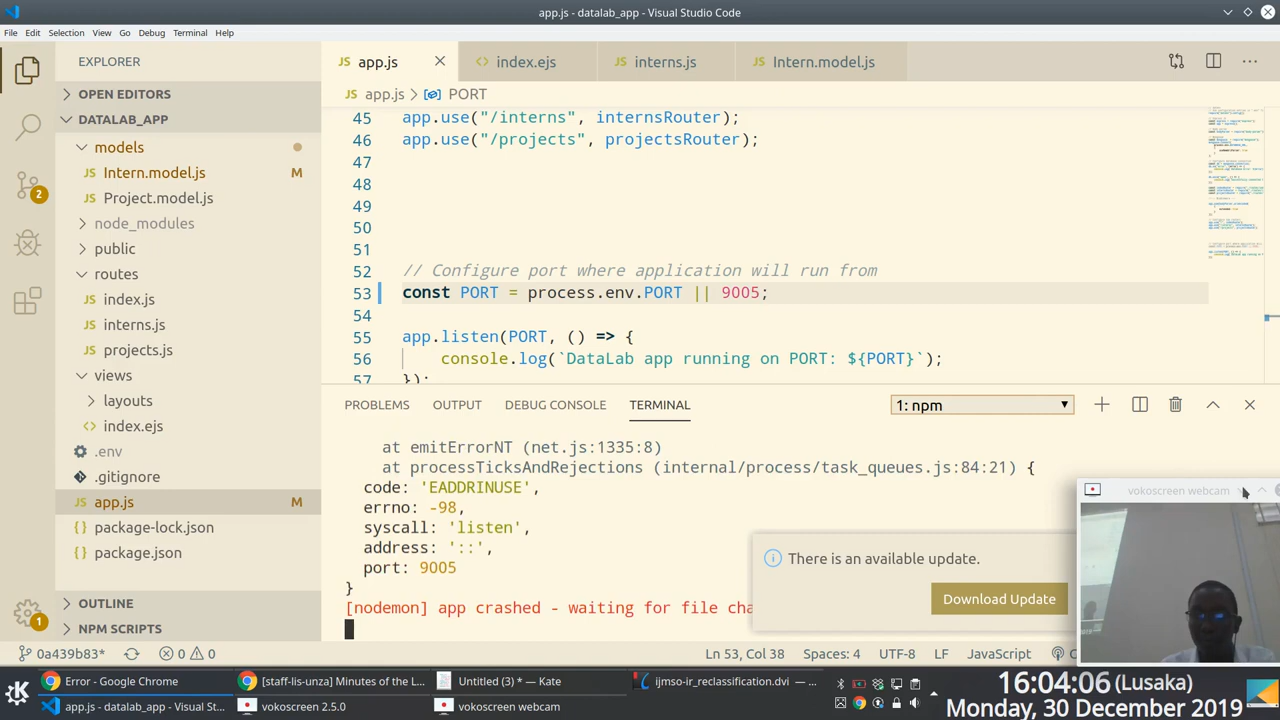 app.js - datalab_app - Visual Studio Code
File Edit Selection View Go Debug Terminal Help
EXPLORER
OPEN EDITORS
DATALAB_APP
models
Intern.model.js M
Project.model.js
node_modules
public
routes
index.js
interns.js
projects.js
views
layouts
index.ejs
.env
.gitignore
app.js M
package-lock.json
package.json
OUTLINE
NPM SCRIPTS
2
1
JS app.js
<> index.ejs
JS interns.js
JS Intern.model.js
JS app.js > PORT
45 app.use("/interns", internsRouter);
46 app.use("/projects", projectsRouter);
47
48
49
50
51
52 // Configure port where application will run from
53 const PORT = process.env.PORT || 9005;
54
55 app.listen(PORT, () => {
56 console.log(`DataLab app running on PORT: ${PORT}`);
57 });
PROBLEMS OUTPUT DEBUG CONSOLE TERMINAL
1: npm
at emitErrorNT (net.js:1335:8)
at processTicksAndRejections (internal/process/task_queues.js:84:21) {
code: 'EADDRINUSE',
errno: -98,
syscall: 'listen',
address: '::',
port: 9005
}
[nodemon] app crashed - waiting for file cha
There is an available update.
Download Update
vokoscreen webcam
0a439b83* 0 0
Ln 53, Col 38 Spaces: 4 UTF-8 LF JavaScript
Error - Google Chrome
[staff-lis-unza] Minutes of the L...
Untitled (3) * — Kate
ijmso-ir_reclassification.dvi — ...
app.js - datalab_app - Visual St...
vokoscreen 2.5.0
vokoscreen webcam
16:04:06 (Lusaka)
Monday, 30 December 2019